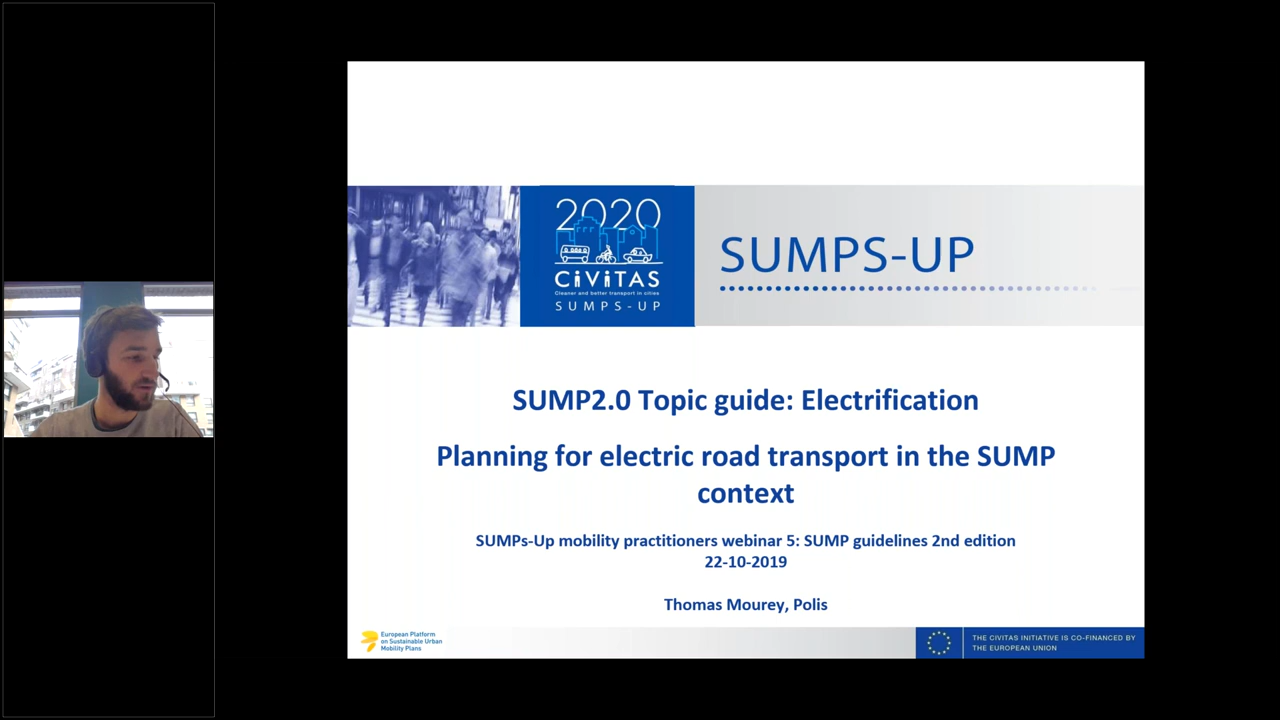 2020
CiViTAS
Cleaner and better transport in cities
SUMPS-UP
SUMPS-UP
SUMP2.0 Topic guide: Electrification
Planning for electric road transport in the SUMP
context
SUMPs-Up mobility practitioners webinar 5: SUMP guidelines 2nd edition
22-10-2019
Thomas Mourey, Polis
European Platform
on Sustainable Urban
Mobility Plans
THE CIVITAS INITIATIVE IS CO-FINANCED BY
THE EUROPEAN UNION